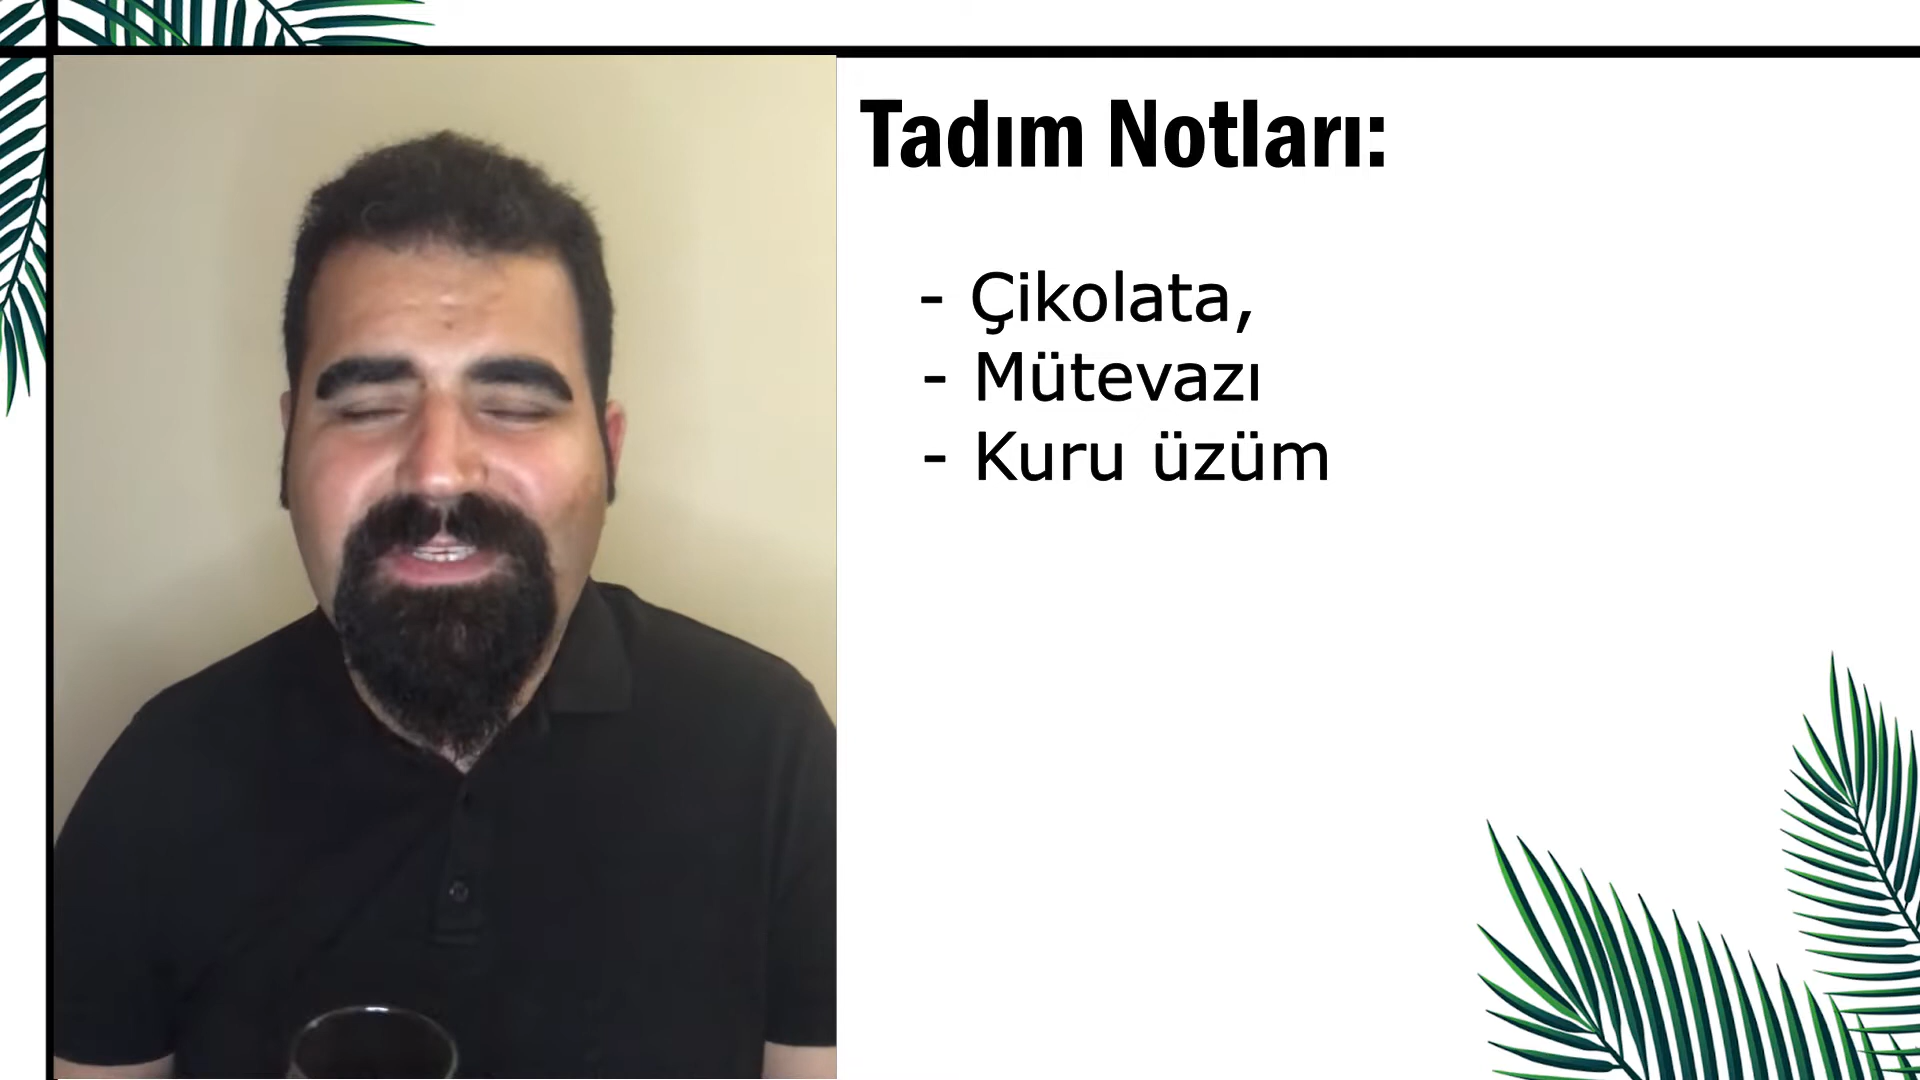 Tadım Notları:
- Çikolata,
- Mütevazı
- Kuru üzüm